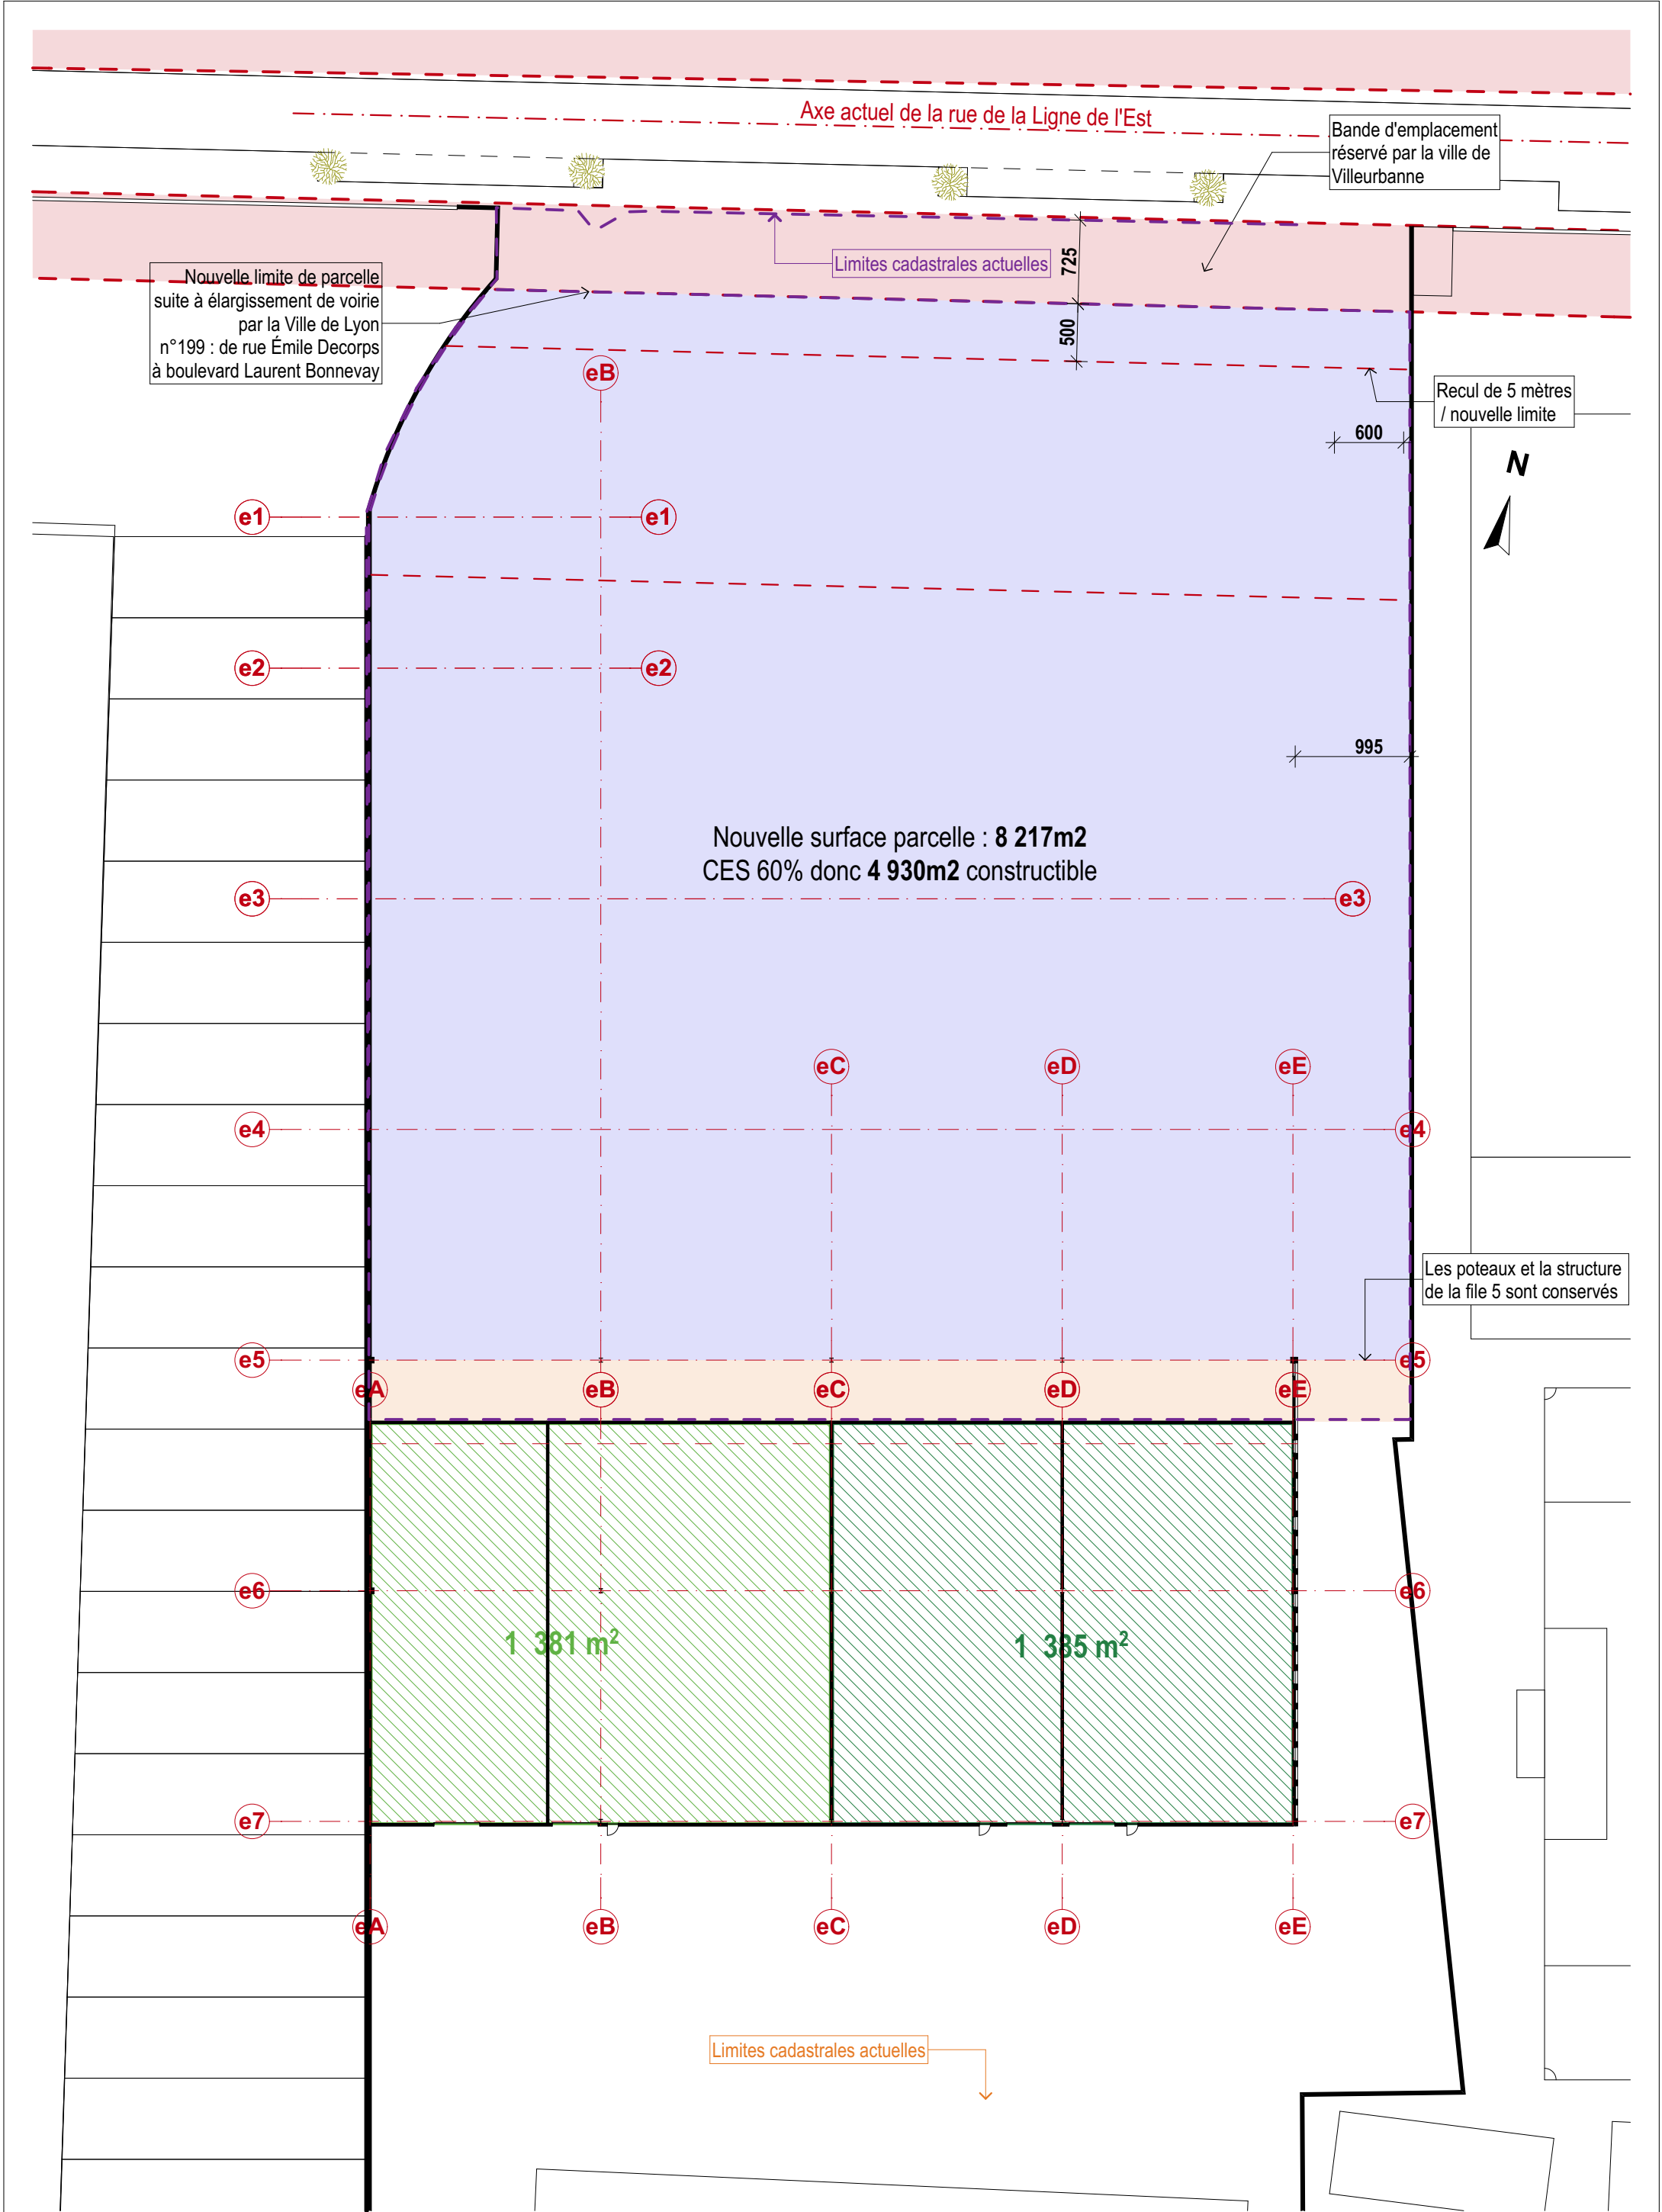 Axe actuel de la rue de la Ligne de l'Est
Bande d'emplacement
réservé par la ville de
Villeurbanne
Limites cadastrales actuelles
725
Nouvelle limite de parcelle
suite à élargissement de voirie
par la Ville de Lyon
n°199 : de rue Émile Decorps
à boulevard Laurent Bonnevay
500
eB
Recul de 5 mètres
/ nouvelle limite
600
N
e1
e1
e2
e2
995
Nouvelle surface parcelle : 8 217m2
CES 60% donc 4 930m2 constructible
e3
e3
eC
eD
eE
e4
e4
Les poteaux et la structure
de la file 5 sont conservés
e5
e5
eA
eB
eC
eD
eE
e6
e6
1 381 m²
1 385 m²
e7
e7
eA
eB
eC
eD
eE
Limites cadastrales actuelles